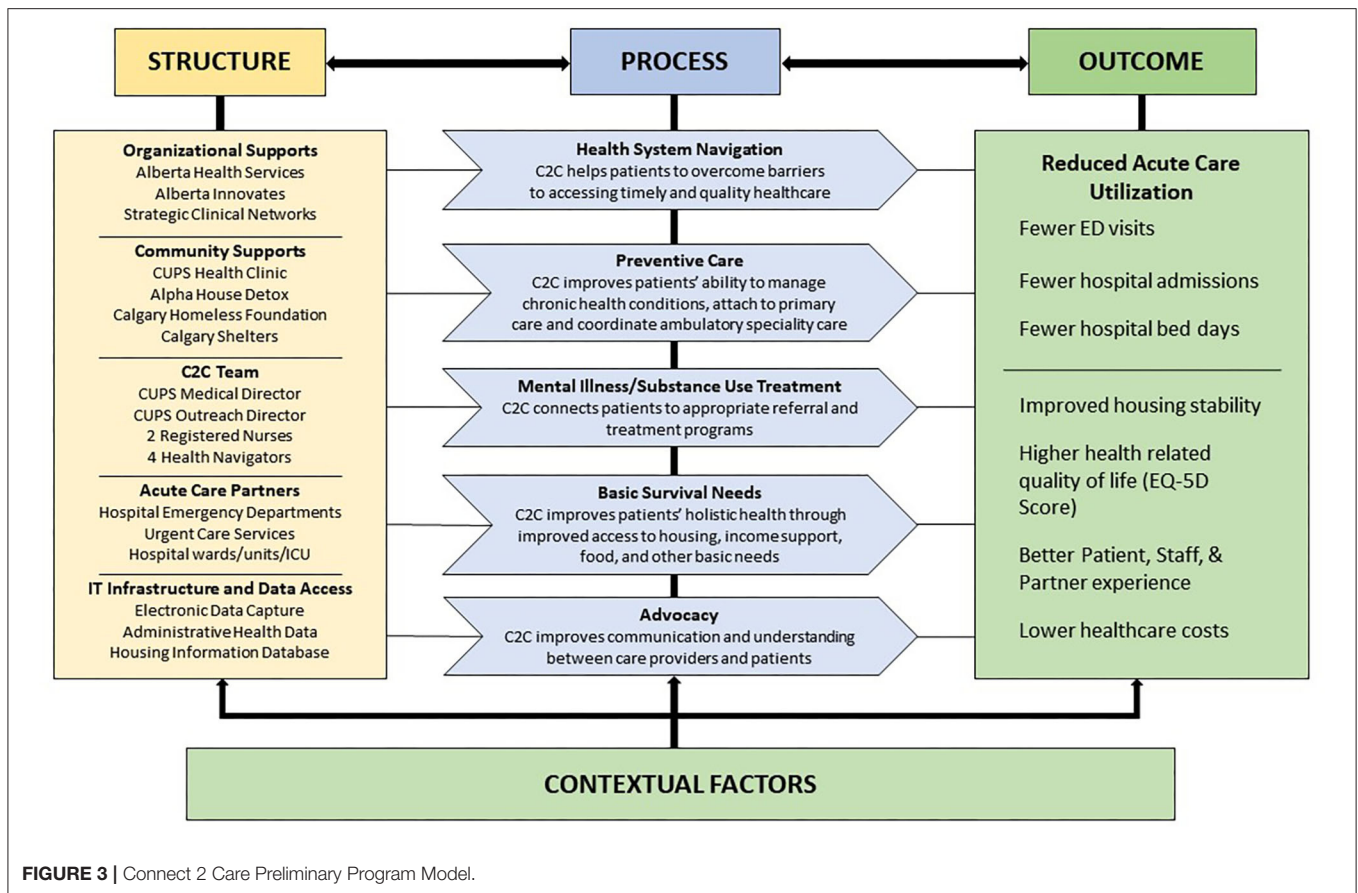 STRUCTURE
PROCESS
OUTCOME
Organizational Supports
Alberta Health Services
Alberta Innovates
Strategic Clinical Networks
Community Supports
CUPS Health Clinic
Alpha House Detox
Calgary Homeless Foundation
Calgary Shelters
C2C Team
CUPS Medical Director
CUPS Outreach Director
2 Registered Nurses
4 Health Navigators
Acute Care Partners
Hospital Emergency Departments
Urgent Care Services
Hospital wards/units/ICU
IT Infrastructure and Data Access
Electronic Data Capture
Administrative Health Data
Housing Information Database
Health System Navigation
C2C helps patients to overcome barriers
to accessing timely and quality healthcare
Preventive Care
C2C improves patients' ability to manage
chronic health conditions, attach to primary
care and coordinate ambulatory speciality care
Mental Illness/Substance Use Treatment
C2C connects patients to appropriate referral and
treatment programs
Basic Survival Needs
C2C improves patients' holistic health through
improved access to housing, income support,
food, and other basic needs
Advocacy
C2C improves communication and understanding
between care providers and patients
Reduced Acute Care
Utilization
Fewer ED visits
Fewer hospital admissions
Fewer hospital bed days
Improved housing stability
Higher health related
quality of life (EQ-5D
Score)
Better Patient, Staff, &
Partner experience
Lower healthcare costs
CONTEXTUAL FACTORS
FIGURE 3 | Connect 2 Care Preliminary Program Model.